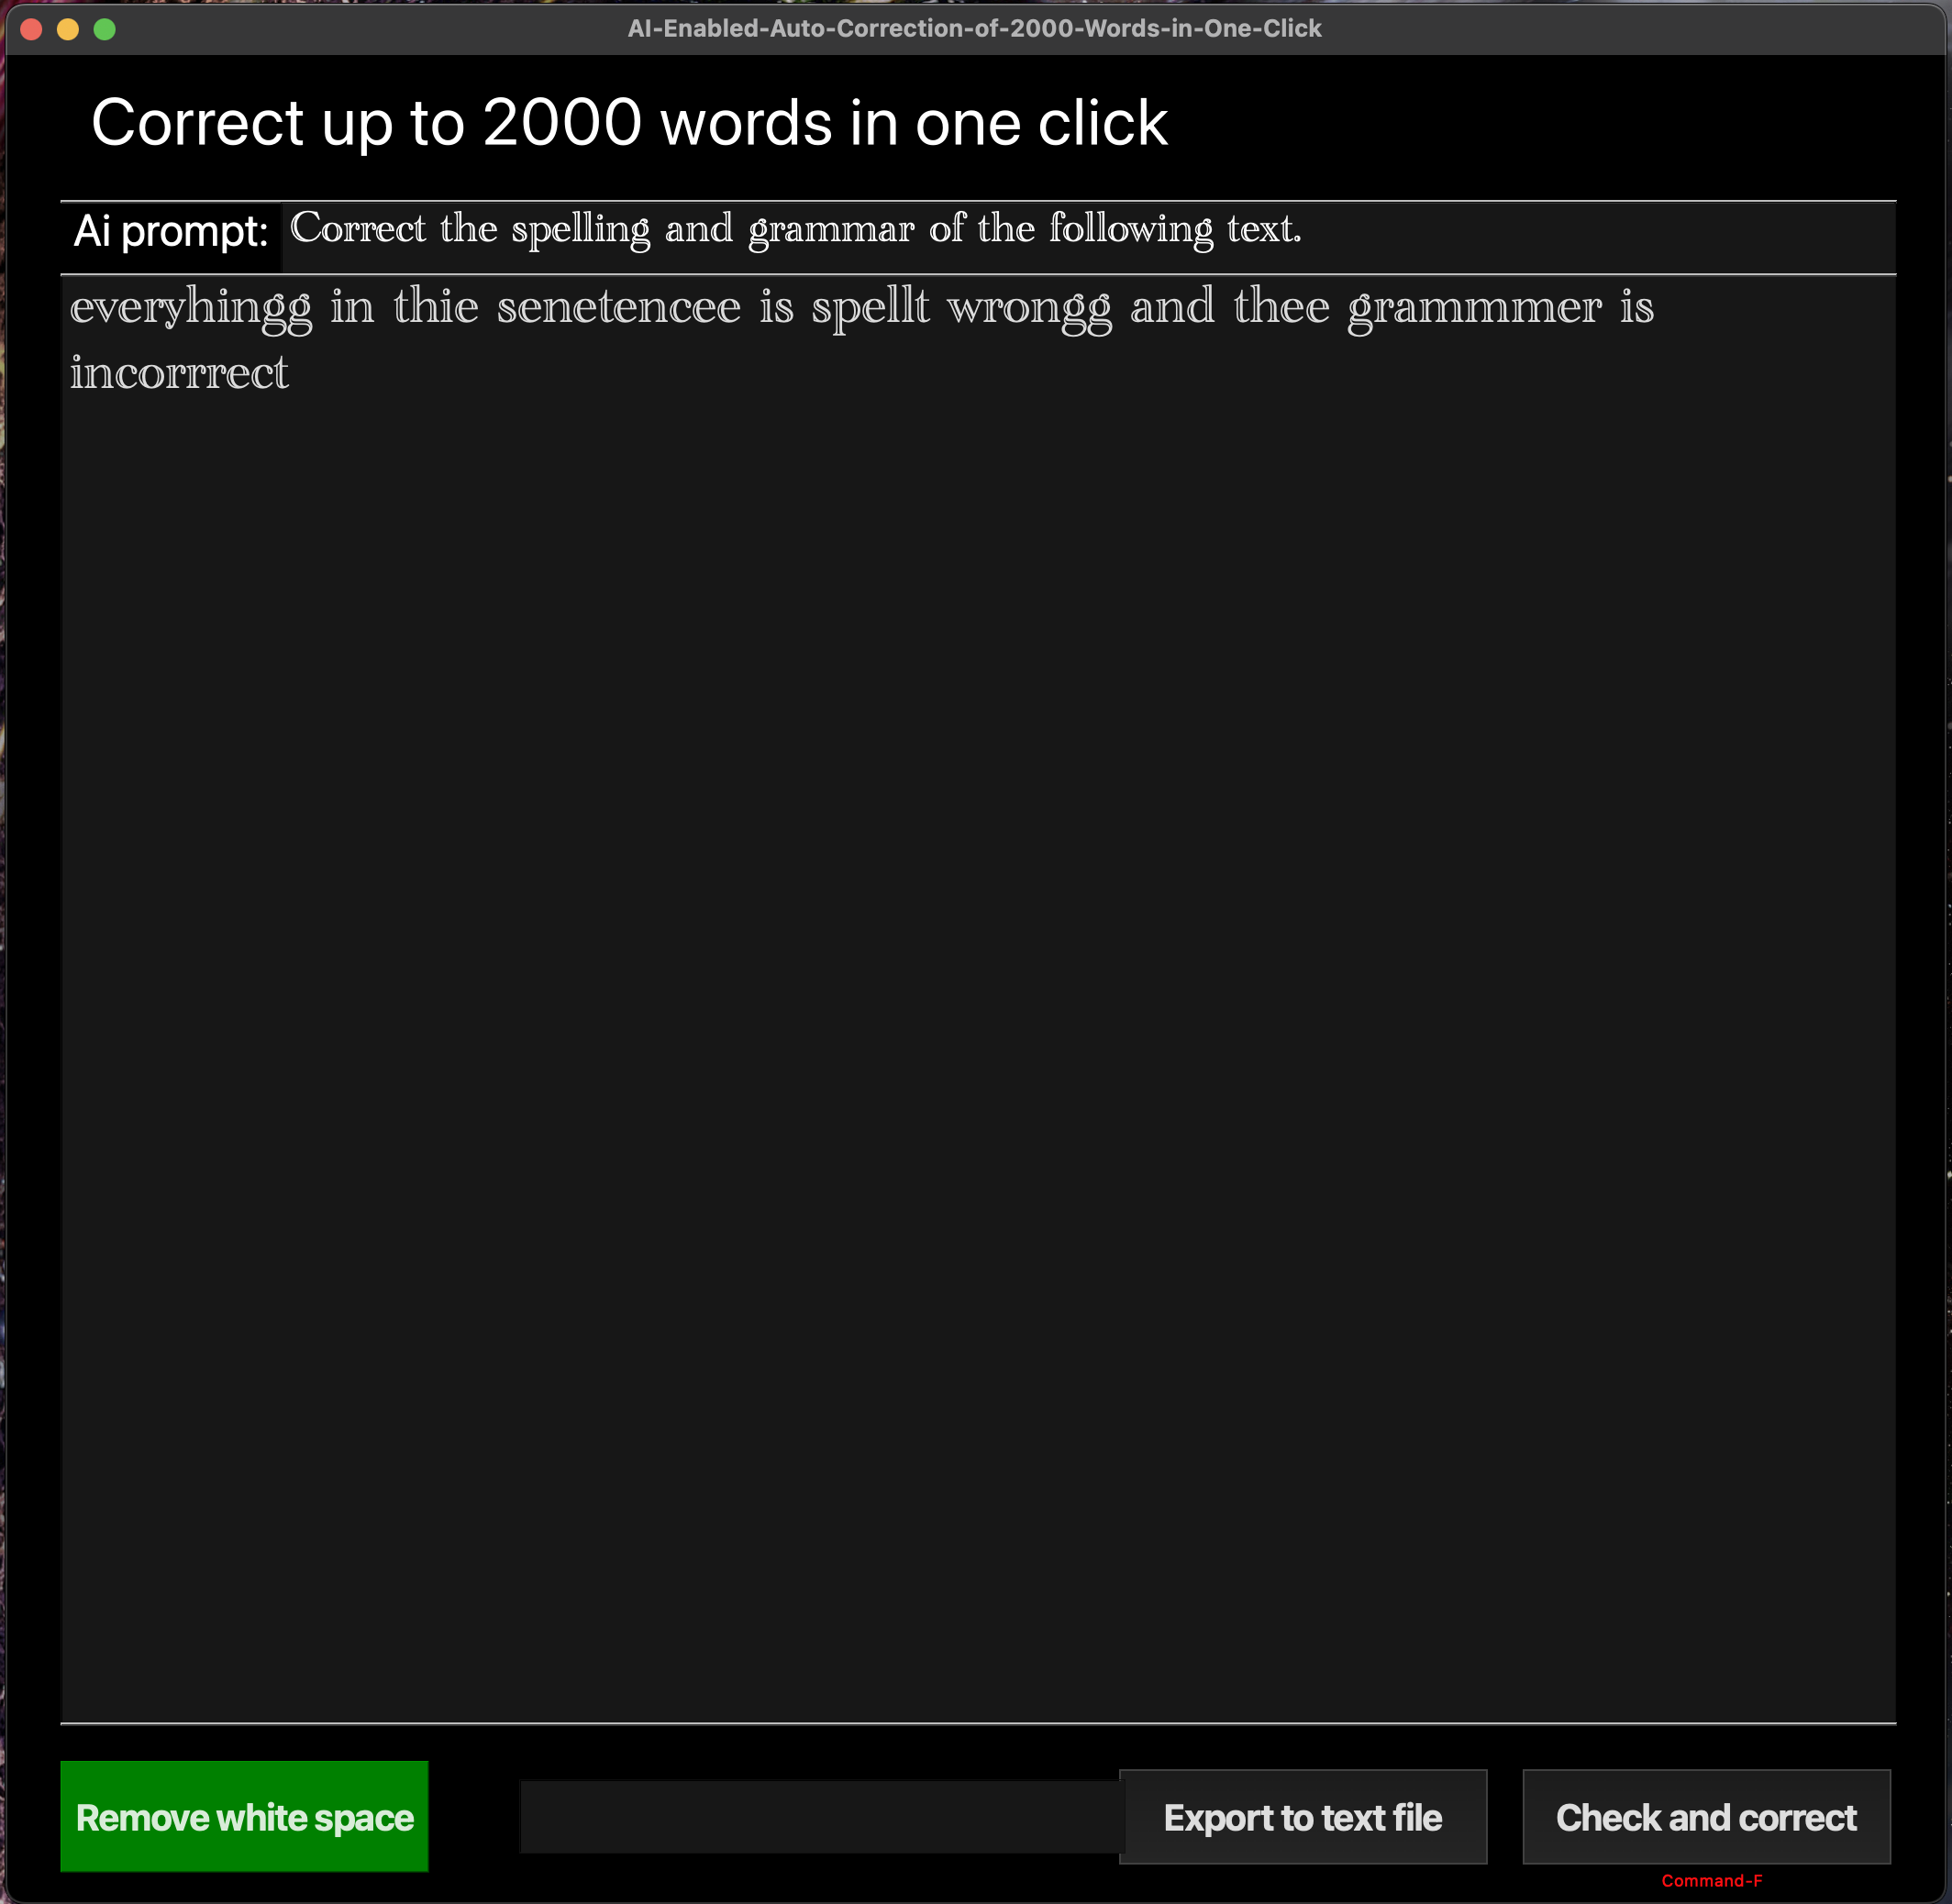 AI-Enabled-Auto-Correction-of-2000-Words-in-One-Click
Correct up to 2000 words in one click
Ai prompt: Correct the spelling and grammar of the following text.
everyhingg in thie senetencee is spellt wrongg and thee grammmer is
incorrrect
Remove white space Export to text file Check and correct
Command-F